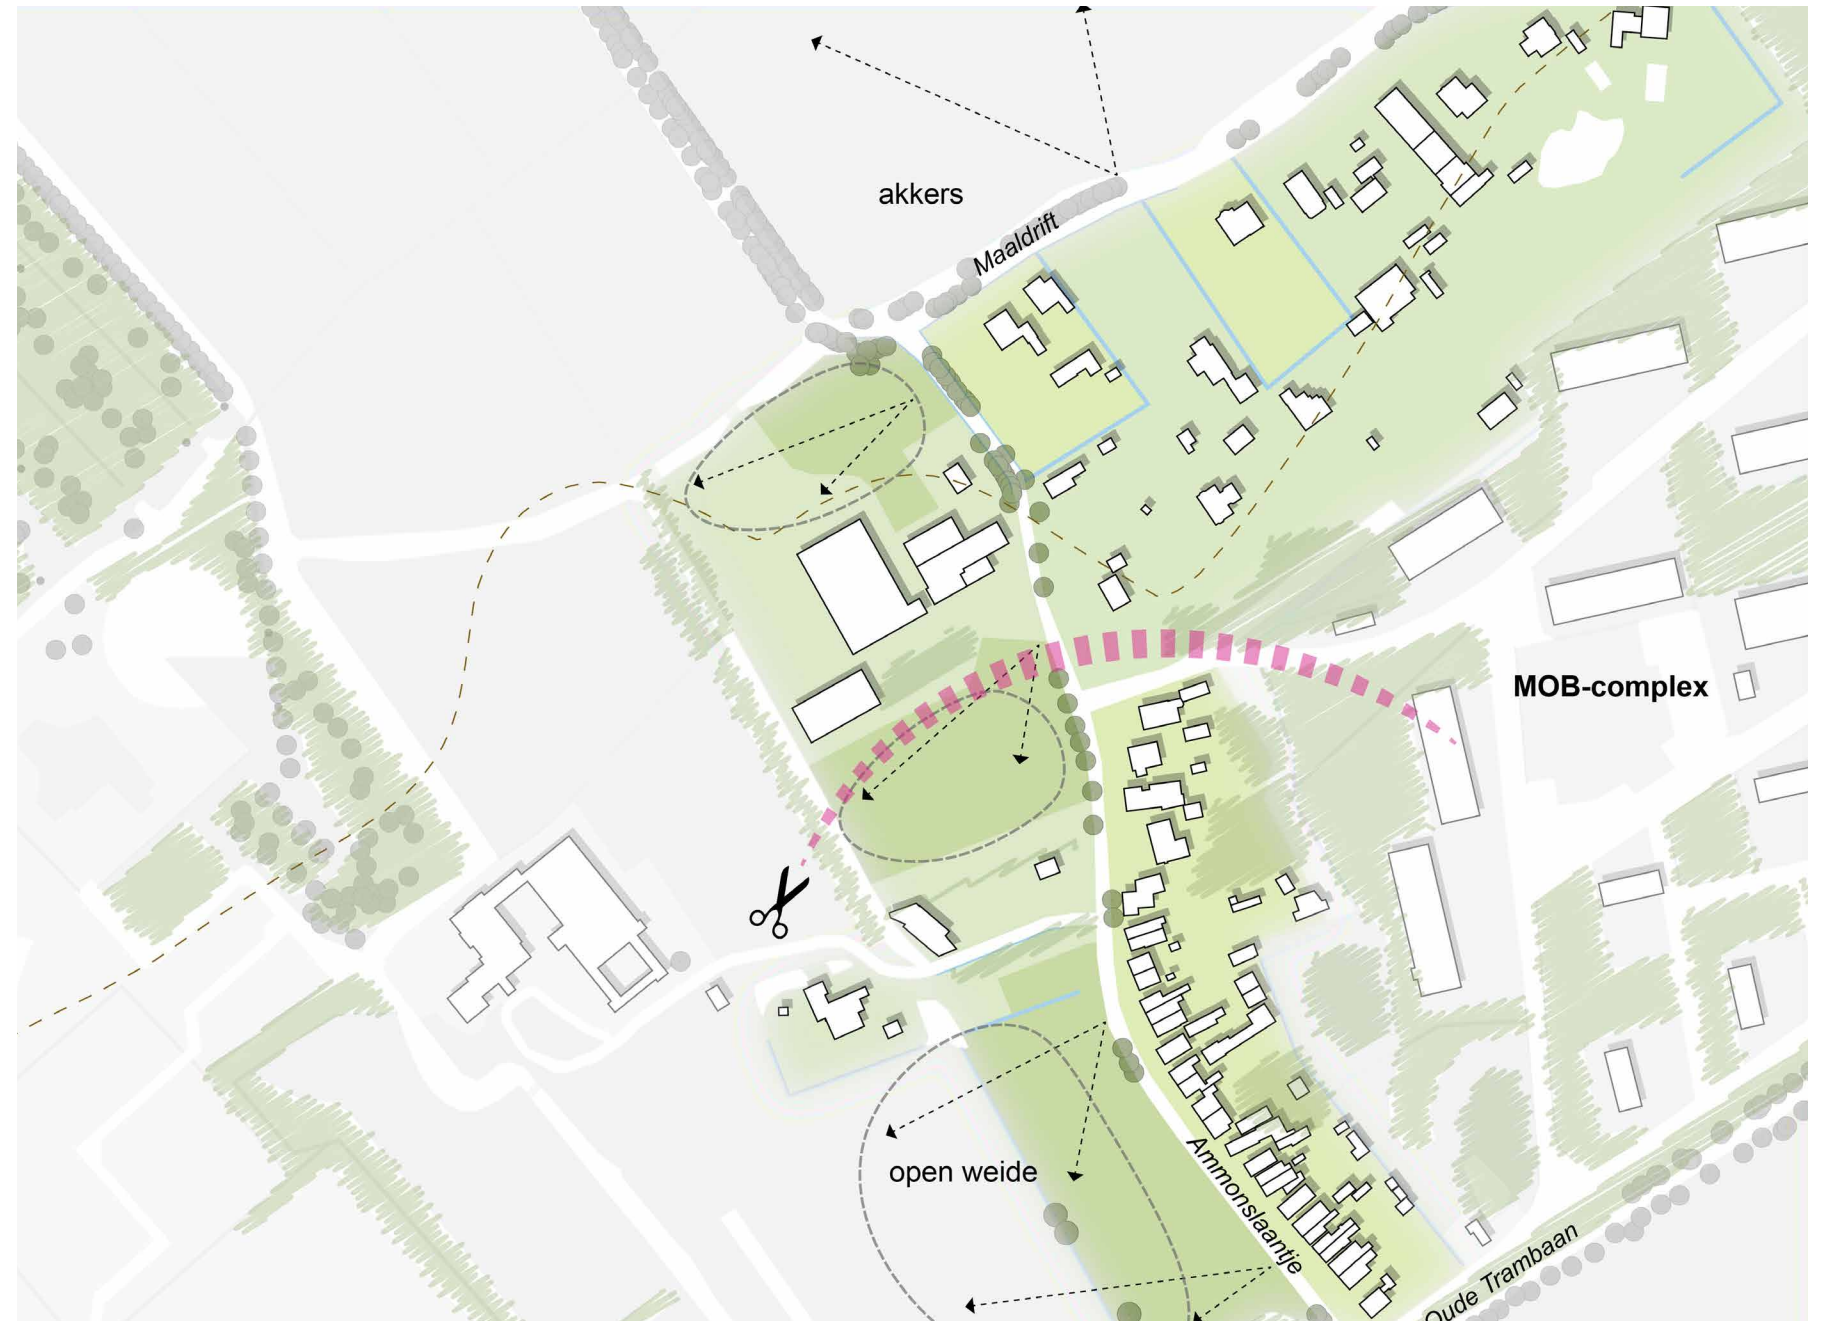 akkers
Maaldrift
MOB-complex
open weide
Ammonslaantje
Oude Trambaan